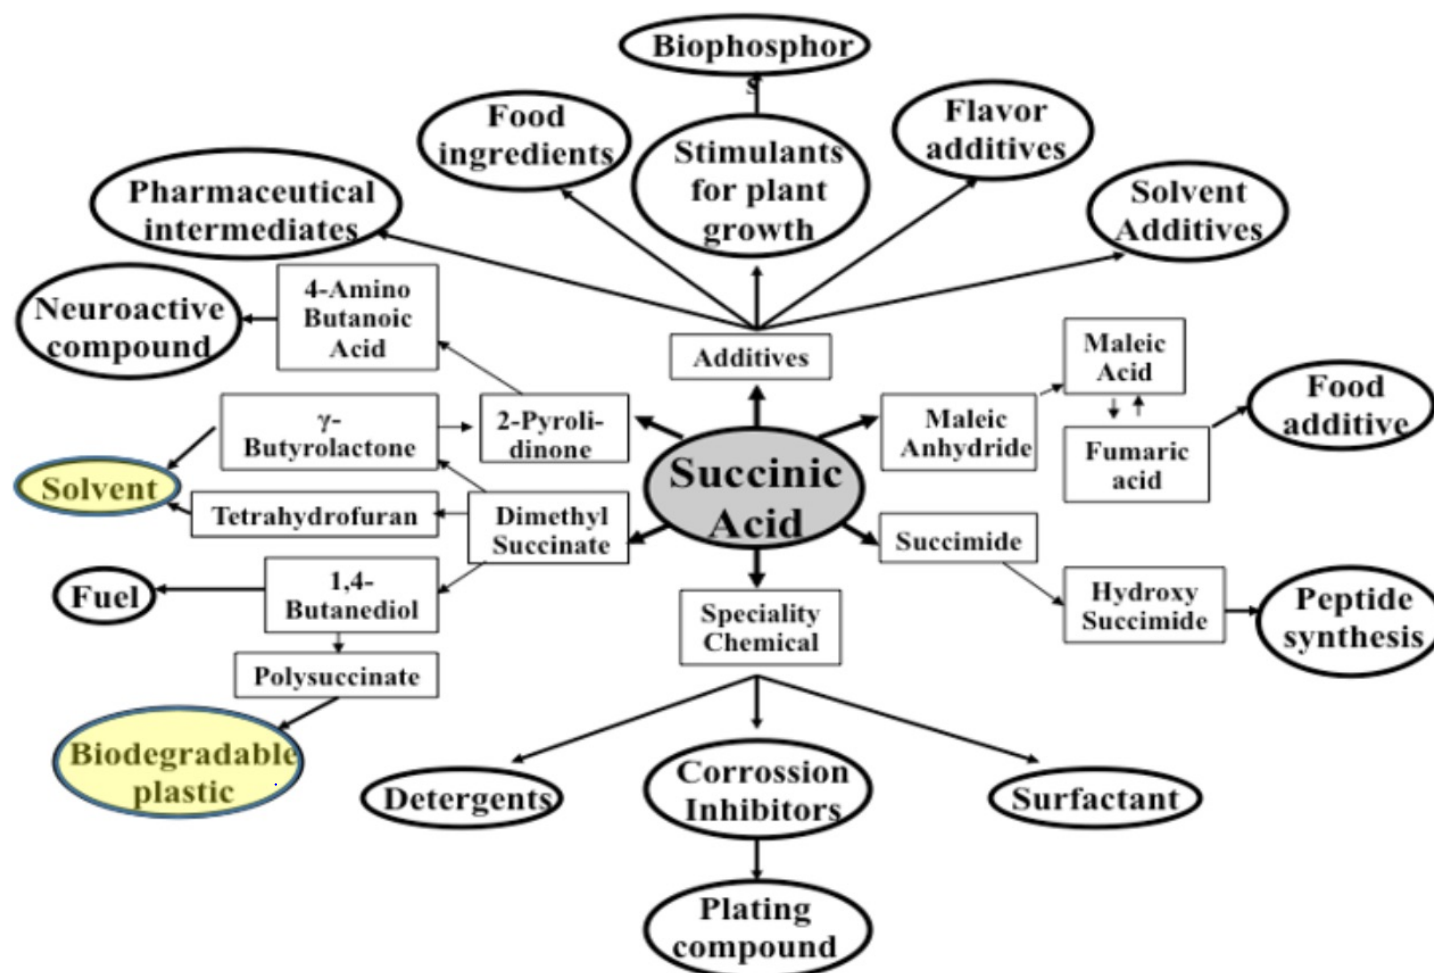 Biophosphor
s
Food
ingredients
Stimulants
for plant
growth
Flavor
additives
Solvent
Additives
Pharmaceutical
intermediates
Neuroactive
compound
4-Amino
Butanoic
Acid
Additives
Maleic
Acid
Food
additive
γ-
Butyrolactone
2-Pyroli-
dinone
Maleic
Anhydride
Fumaric
acid
Succinic
Acid
Solvent
Tetrahydrofuran
Dimethyl
Succinate
Succimide
Fuel
1,4-
Butanediol
Speciality
Chemical
Hydroxy
Succimide
Peptide
synthesis
Polysuccinate
Biodegradable
plastic
Detergents
Corrossion
Inhibitors
Surfactant
Plating
compound